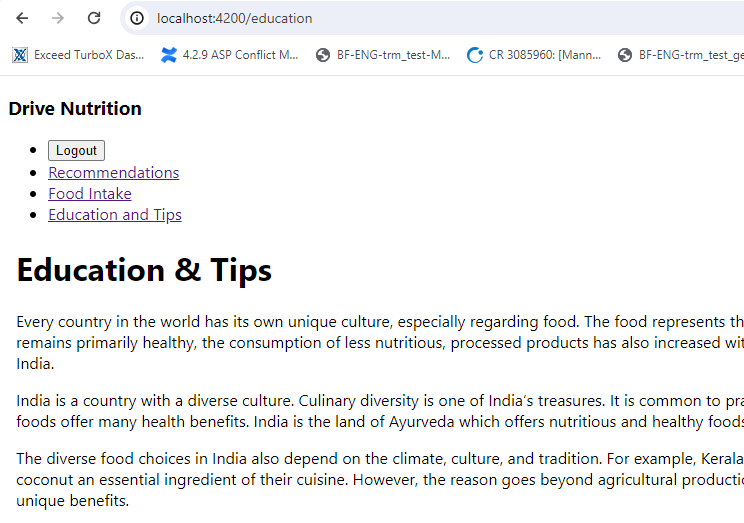 localhost:4200/education
Exceed TurboX Das... 4.2.9 ASP Conflict M... BF-ENG-trm_test-M... CR 3085960: [Mann... BF-ENG-trm_test_ge
Drive Nutrition
Logout
Recommendations
Food Intake
Education and Tips
Education & Tips
Every country in the world has its own unique culture, especially regarding food. The food represents th
remains primarily healthy, the consumption of less nutritious, processed products has also increased wit
India.
India is a country with a diverse culture. Culinary diversity is one of India's treasures. It is common to pra
foods offer many health benefits. India is the land of Ayurveda which offers nutritious and healthy foods
The diverse food choices in India also depend on the climate, culture, and tradition. For example, Kerala
coconut an essential ingredient of their cuisine. However, the reason goes beyond agricultural productio
unique benefits.